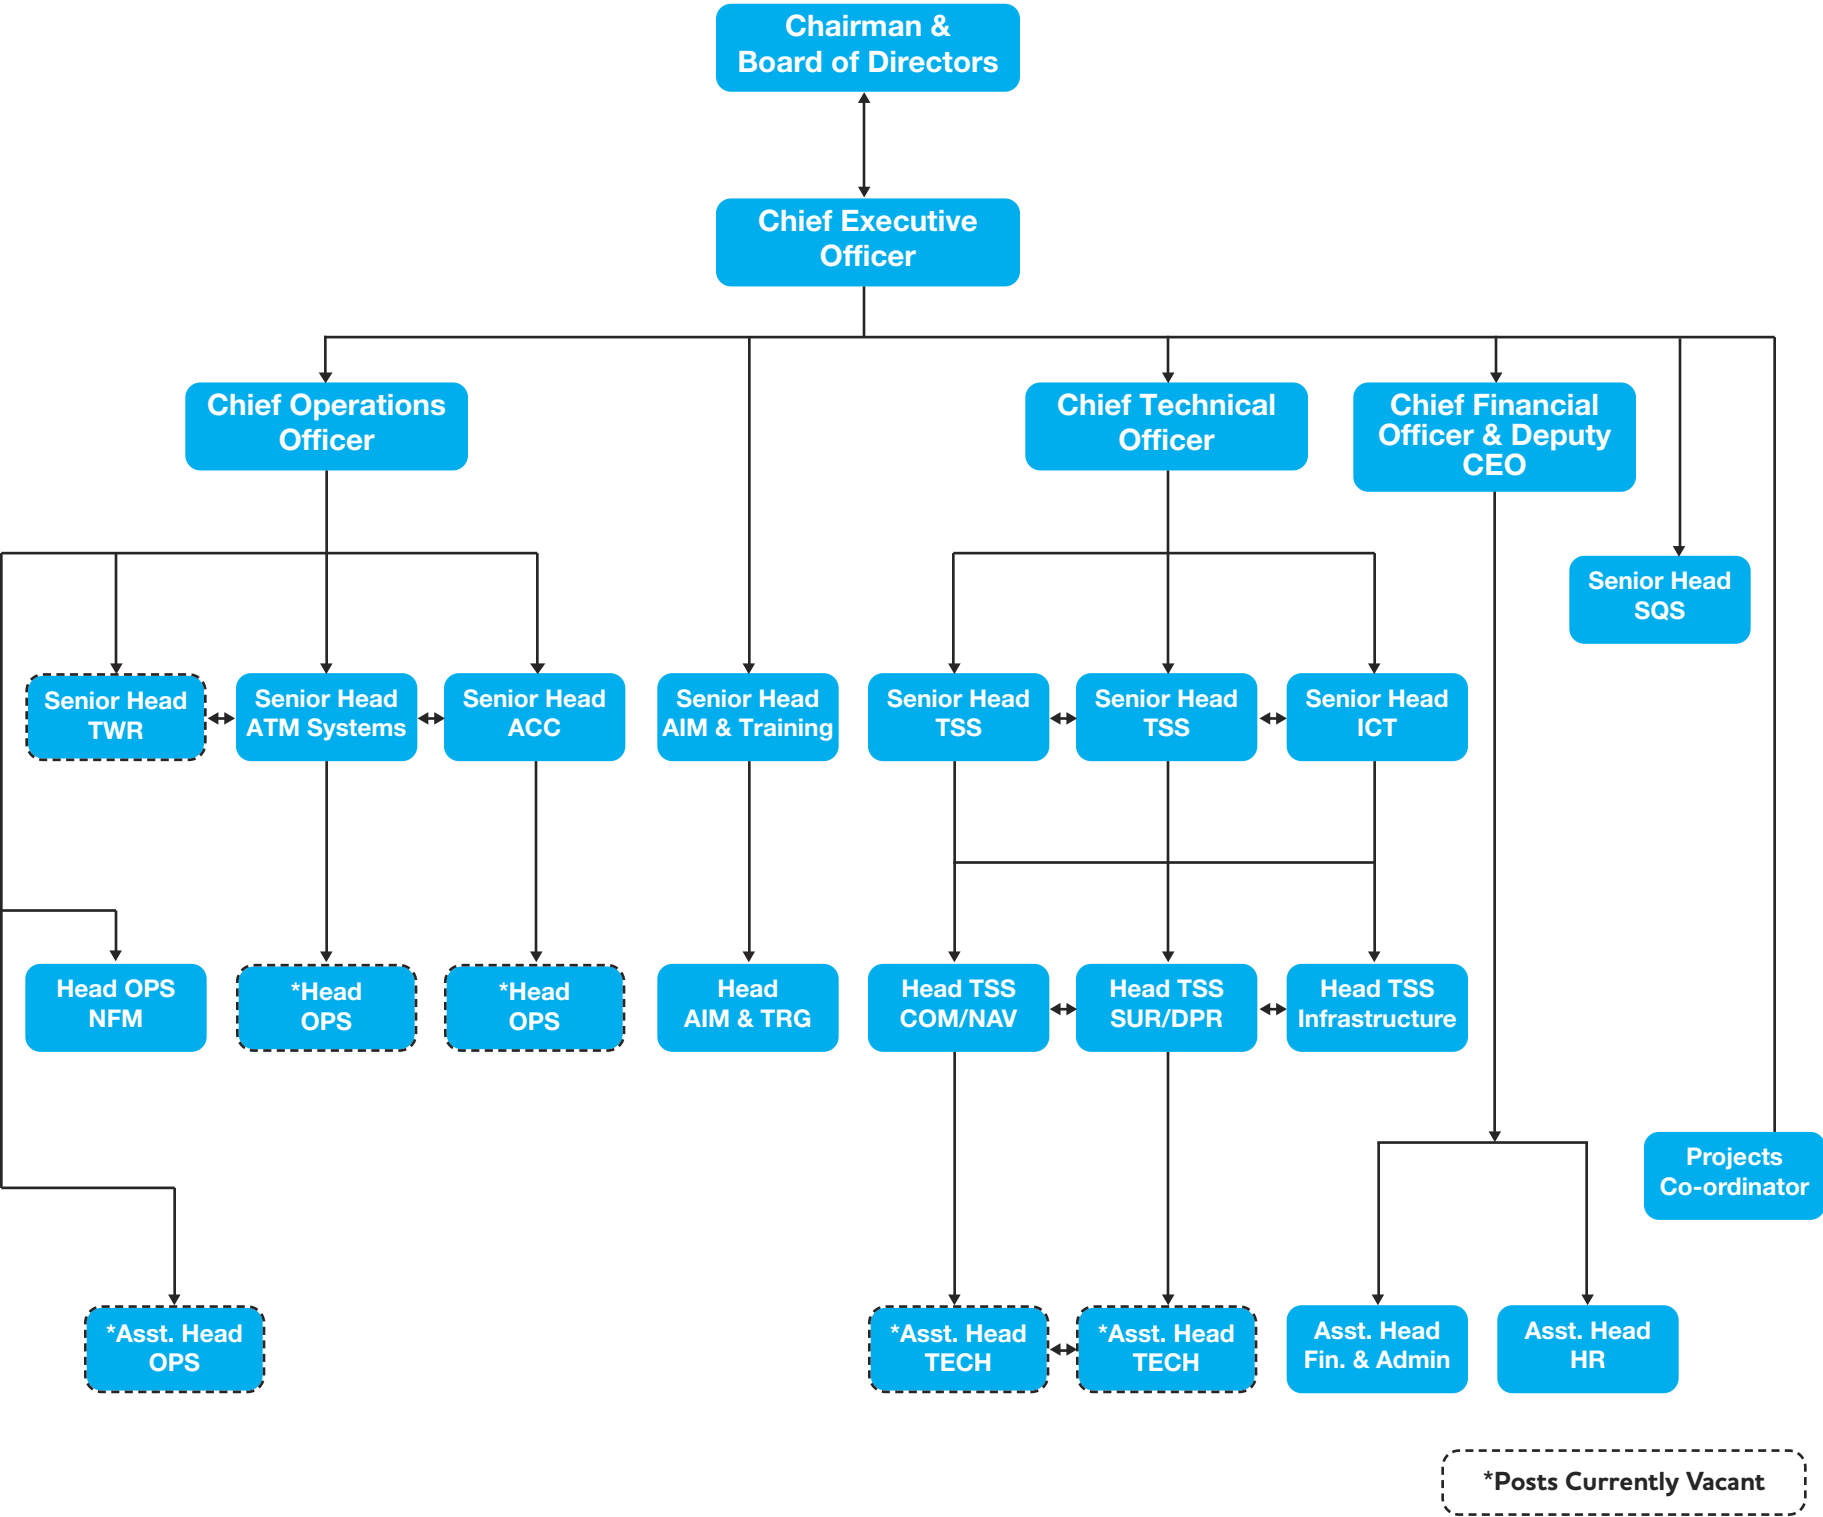 Chairman &
Board of Directors
Chief Executive
Officer
Chief Operations
Officer
Chief Technical
Officer
Chief Financial
Officer & Deputy
CEO
Senior Head
SQS
Senior Head
TWR
Senior Head
ATM Systems
Senior Head
ACC
Senior Head
AIM & Training
Senior Head
TSS
Senior Head
TSS
Senior Head
ICT
Head OPS
NFM
*Head
OPS
*Head
OPS
Head
AIM & TRG
Head TSS
COM/NAV
Head TSS
SUR/DPR
Head TSS
Infrastructure
Projects
Co-ordinator
*Asst. Head
OPS
*Asst. Head
TECH
*Asst. Head
TECH
Asst. Head
Fin. & Admin
Asst. Head
HR
*Posts Currently Vacant